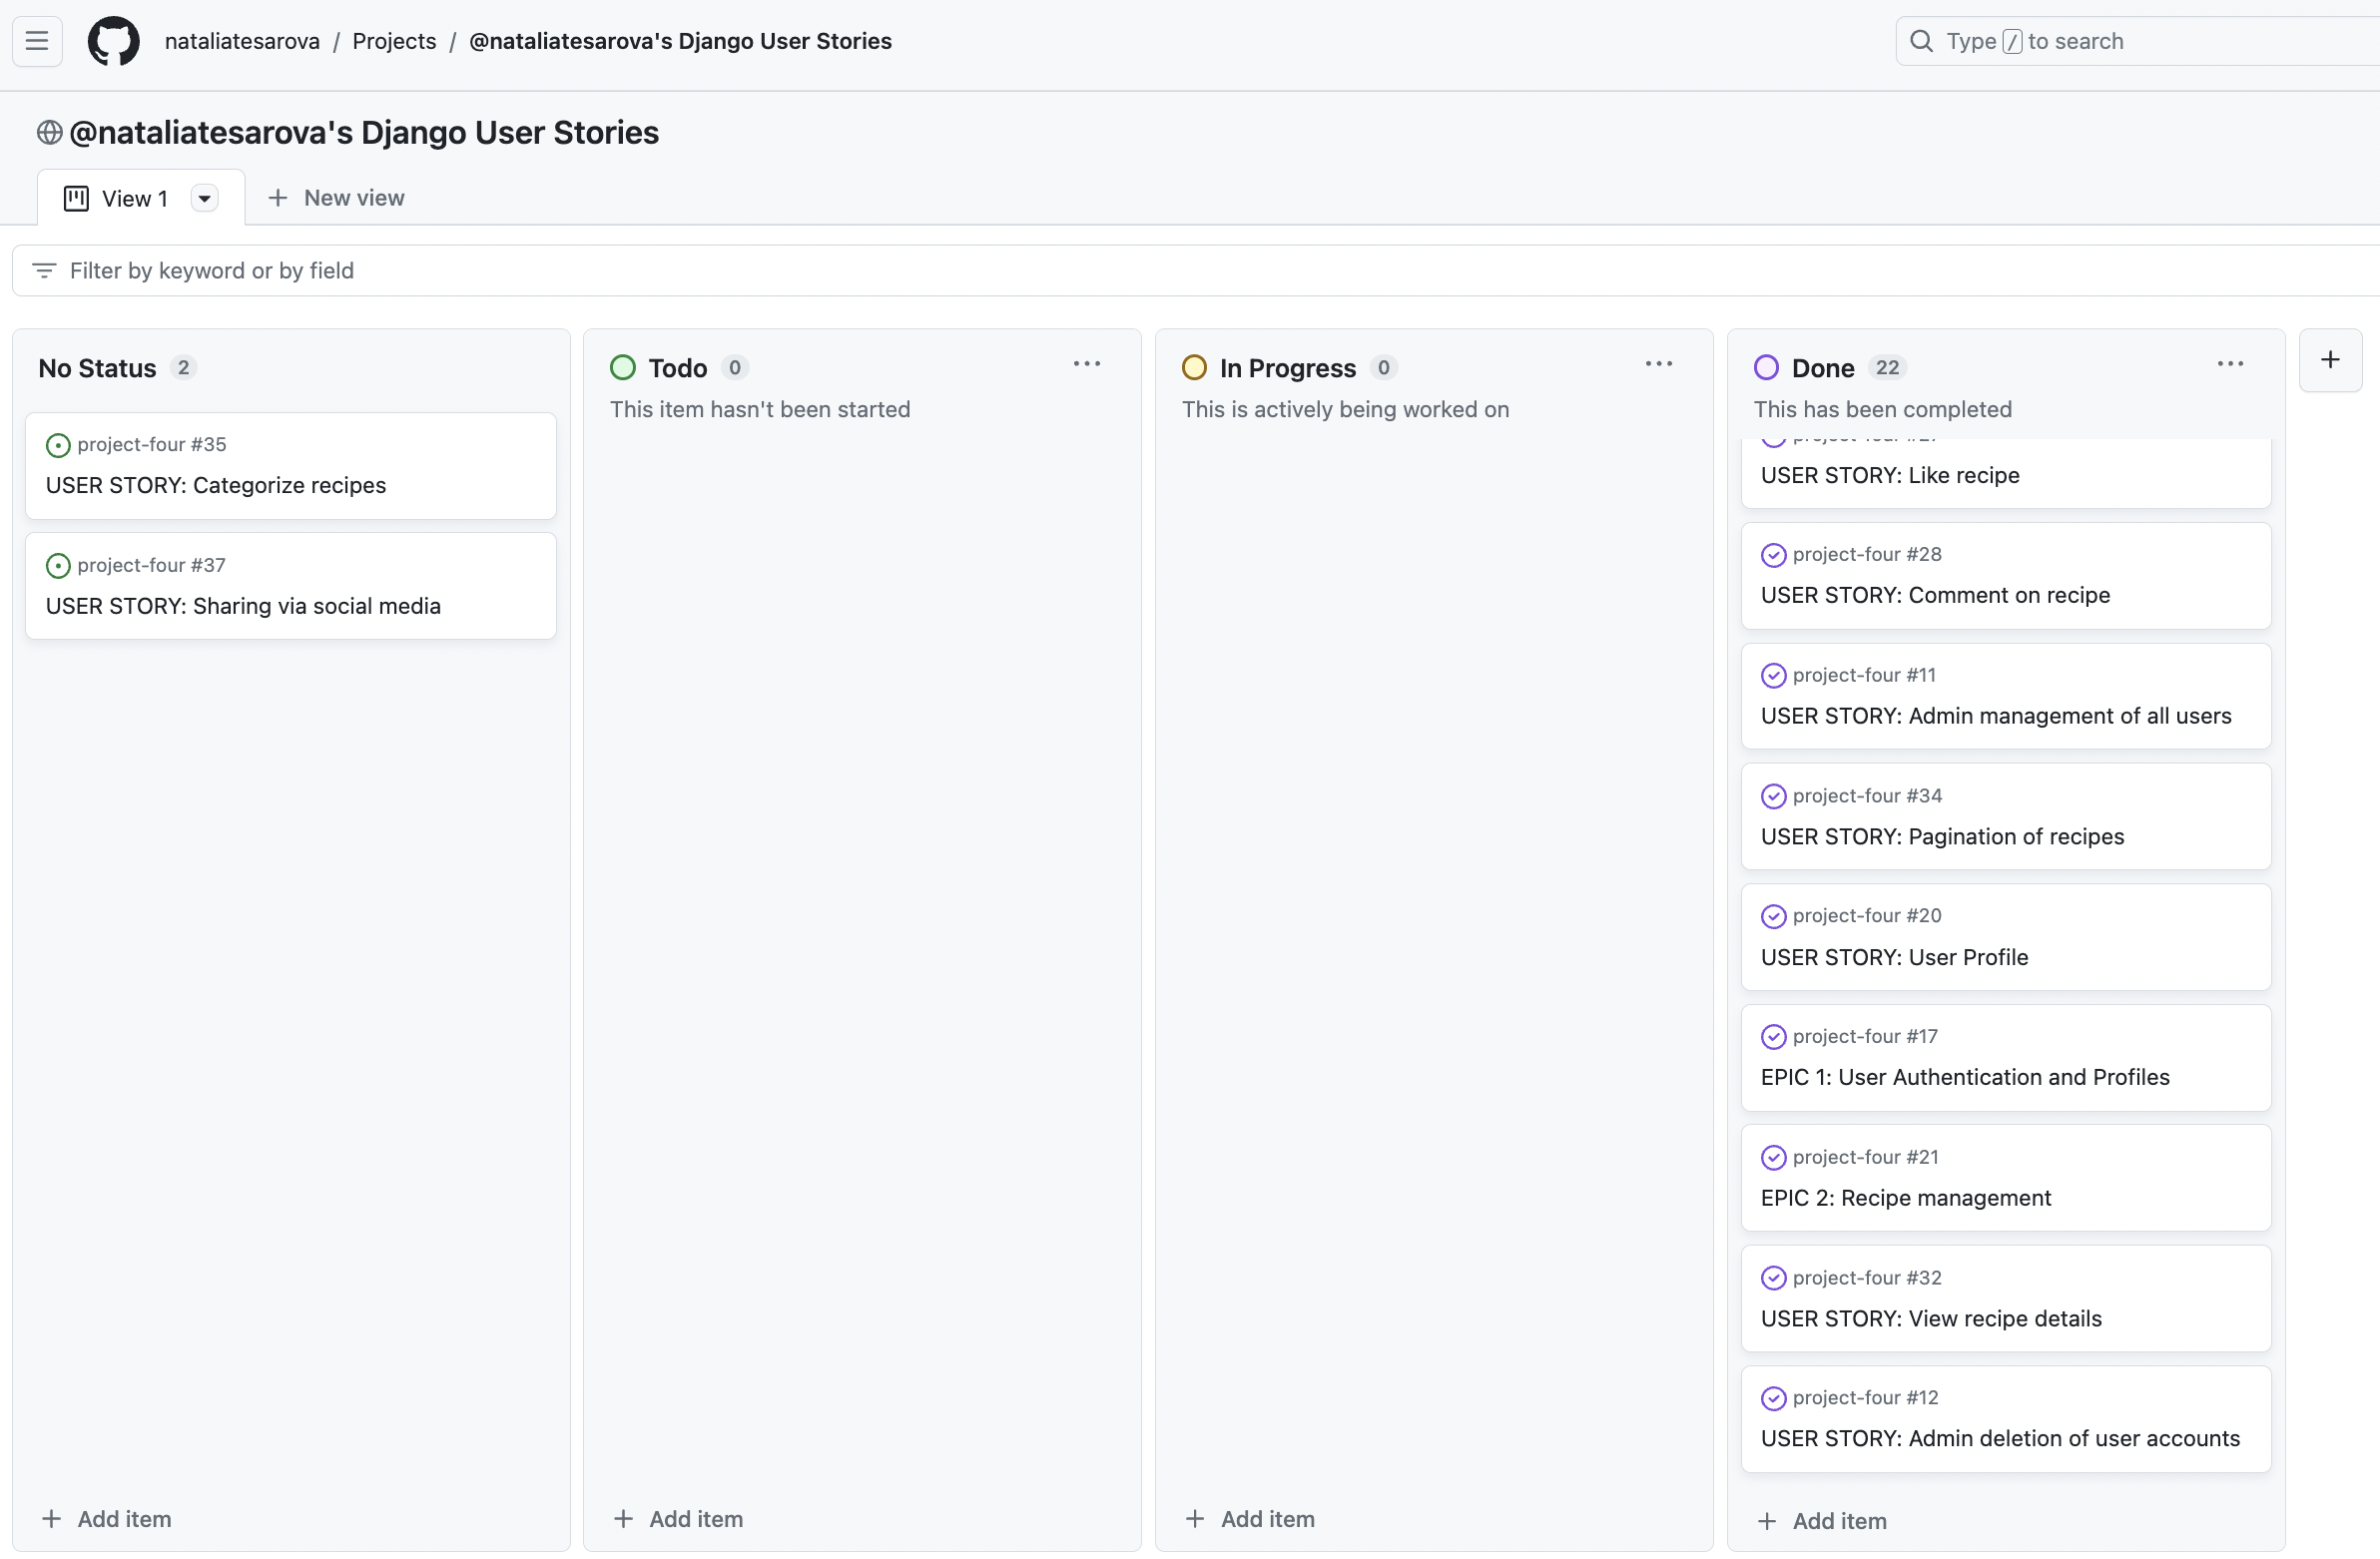 nataliatesarova / Projects / @nataliatesarova's Django User Stories
Type / to search
@nataliatesarova's Django User Stories
View 1
New view
Filter by keyword or by field
No Status 2
project-four #35
USER STORY: Categorize recipes
project-four #37
USER STORY: Sharing via social media
Add item
Todo 0
This item hasn't been started
Add item
In Progress 0
This is actively being worked on
Add item
Done 22
This has been completed
USER STORY: Like recipe
project-four #28
USER STORY: Comment on recipe
project-four #11
USER STORY: Admin management of all users
project-four #34
USER STORY: Pagination of recipes
project-four #20
USER STORY: User Profile
project-four #17
EPIC 1: User Authentication and Profiles
project-four #21
EPIC 2: Recipe management
project-four #32
USER STORY: View recipe details
project-four #12
USER STORY: Admin deletion of user accounts
Add item